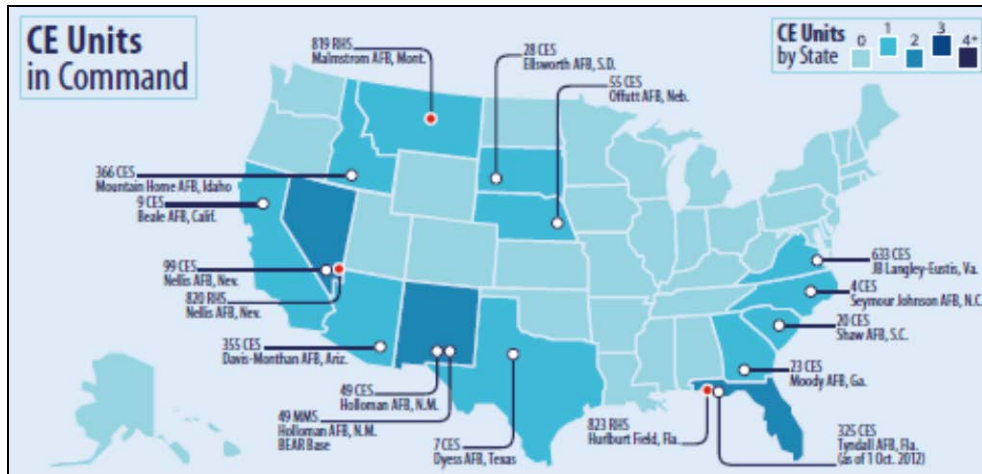 CE Units
in Command
CE Units
by State
0
1
2
3
4+
819 RHS
Malmstrom AFB, Mont.
28 CES
Ellsworth AFB, S.D.
55 CES
Offutt AFB, Neb.
366 CES
Mountain Home AFB, Idaho
9 CES
Beale AFB, Calif.
99 CES
Nellis AFB, Nev.
820 RHS
Nellis AFB, Nev.
355 CES
Davis-Monthan AFB, Ariz.
49 CES
Holloman AFB, N.M.
49 MMS
Holloman AFB, N.M.
BEAR Base
7 CES
Dyess AFB, Texas
823 RHS
Hurlburt Field, Fla.
633 CES
JB Langley-Eustis, Va.
4 CES
Seymour Johnson AFB, N.C.
20 CES
Shaw AFB, S.C.
23 CES
Moody AFB, Ga.
325 CES
Tyndall AFB, Fla.
(as of 1 Oct. 2012)